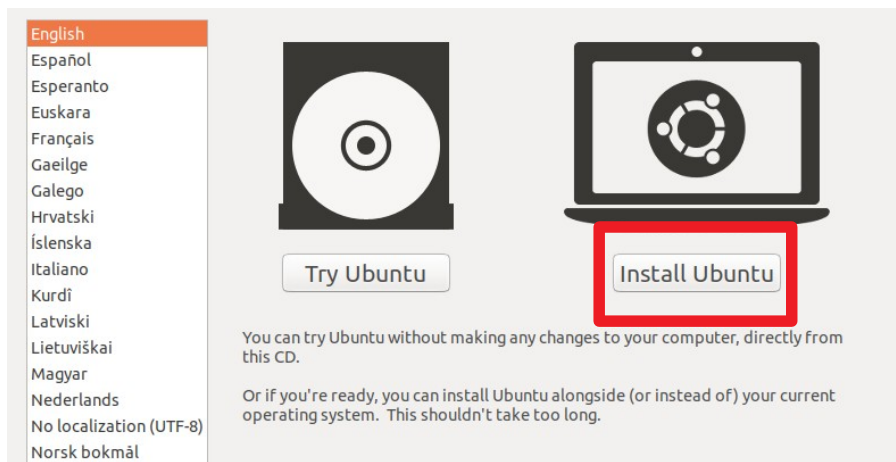 English
Español
Esperanto
Euskara
Français
Gaeilge
Galego
Hrvatski
Íslenska
Italiano
Kurdî
Latviski
Lietuviškai
Magyar
Nederlands
No localization (UTF-8)
Norsk bokmål
Try Ubuntu
Install Ubuntu
You can try Ubuntu without making any changes to your computer, directly from
this CD.
Or if you're ready, you can install Ubuntu alongside (or instead of) your current
operating system.  This shouldn't take too long.